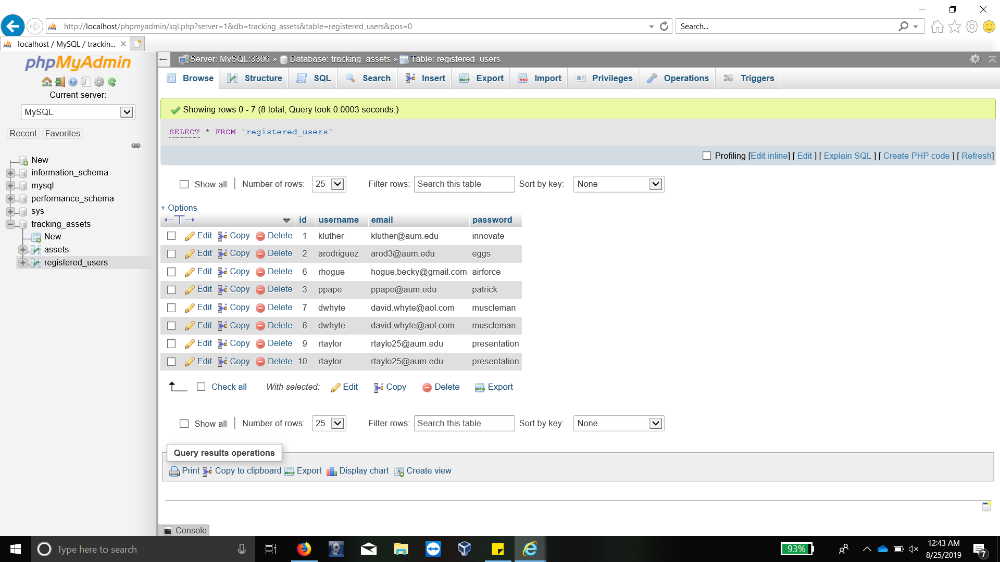 http://localhost/phpmyadmin/sql.php?server=1&db=tracking_assets&table=registered_users&pos=0
Search...
localhost / MySQL / trackin...
phpMyAdmin
Current server:
MySQL
Recent Favorites
New
information_schema
mysql
performance_schema
sys
tracking_assets
New
assets
registered_users
Server: MySQL:3306 » Database: tracking_assets » Table: registered_users
Browse Structure SQL Search Insert Export Import Privileges Operations Triggers
Showing rows 0 - 7 (8 total, Query took 0.0003 seconds.)
SELECT * FROM `registered_users`
Profiling [Edit inline] [ Edit ] [ Explain SQL ] [ Create PHP code ] [ Refresh]
Show all | Number of rows: 25 Filter rows: Search this table Sort by key: None
+ Options
←T→ id username email password
Edit Copy Delete 1 kluther kluther@aum.edu innovate
Edit Copy Delete 2 arodriguez arod3@aum.edu eggs
Edit Copy Delete 6 rhogue hogue.becky@gmail.com airforce
Edit Copy Delete 3 ppape ppape@aum.edu patrick
Edit Copy Delete 7 dwhyte david.whyte@aol.com muscleman
Edit Copy Delete 8 dwhyte david.whyte@aol.com muscleman
Edit Copy Delete 9 rtaylor rtaylo25@aum.edu presentation
Edit Copy Delete 10 rtaylor rtaylo25@aum.edu presentation
Check all With selected: Edit Copy Delete Export
Show all | Number of rows: 25 Filter rows: Search this table Sort by key: None
Query results operations
Print Copy to clipboard Export Display chart Create view
Console
Type here to search
93%
12:43 AM
8/25/2019
7